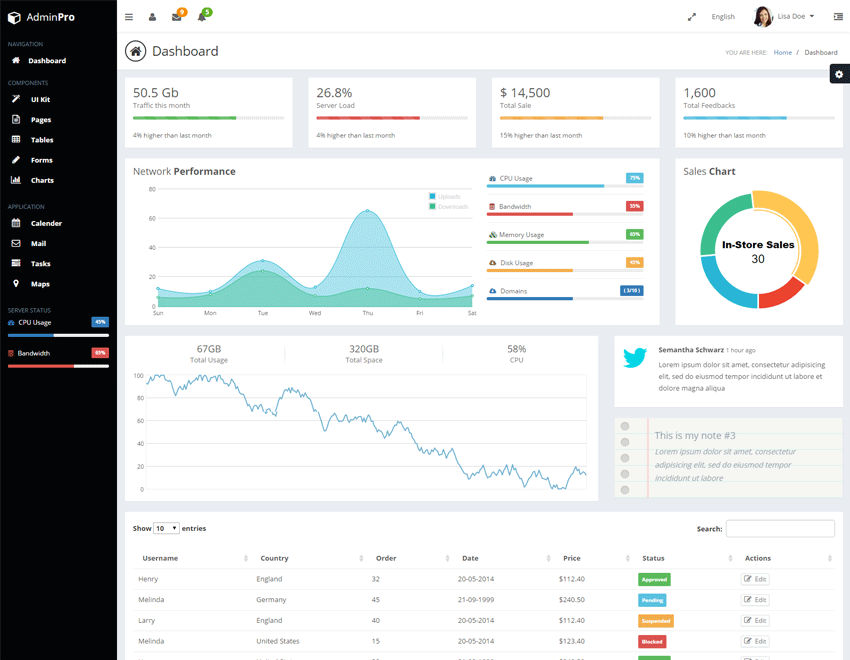 AdminPro
9
5
English
Lisa Doe
NAVIGATION
Dashboard
COMPONENTS
UI Kit
Pages
Tables
Forms
Charts
APPLICATION
Calender
Mail
Tasks
Maps
SERVER STATUS
CPU Usage
45%
Bandwidth
65%
Dashboard
YOU ARE HERE: Home / Dashboard
50.5 Gb
Traffic this month
4% higher than last month
26.8%
Server Load
4% higher than last month
$ 14,500
Total Sale
15% higher than last month
1,600
Total Feedbacks
10% higher than last month
Network Performance
80
60
40
20
0
Sun Mon Tue Wed Thu Fri Sat
Uploads
Downloads
CPU Usage
75%
Bandwidth
55%
Memory Usage
65%
Disk Usage
Domains
( 3/10 )
Sales Chart
In-Store Sales
30
67GB
Total Usage
320GB
Total Space
58%
CPU
100
80
60
40
20
0
Semantha Schwarz 1 hour ago
Lorem ipsum dolor sit amet, consectetur
adipisicing elit, sed do eiusmod tempor
elit, sed do eiusmod tempor incididunt ut labore et
dolore magna aliqua
This is my note #3
Lorem ipsum dolor sit amet, consectetur
adipisicing elit, sed do eiusmod tempor
incididunt ut labore
Show 10 entries
Search:
Username Country Order Date Price Status Actions
Henry England 32 20-05-2014 $112.40 Approved Edit
Melinda Germany 45 21-09-1999 $240.50 Pending Edit
Larry England 40 20-05-2014 $112.40 Suspended Edit
Melinda United States 15 20-05-2014 $123.40 Blocked Edit